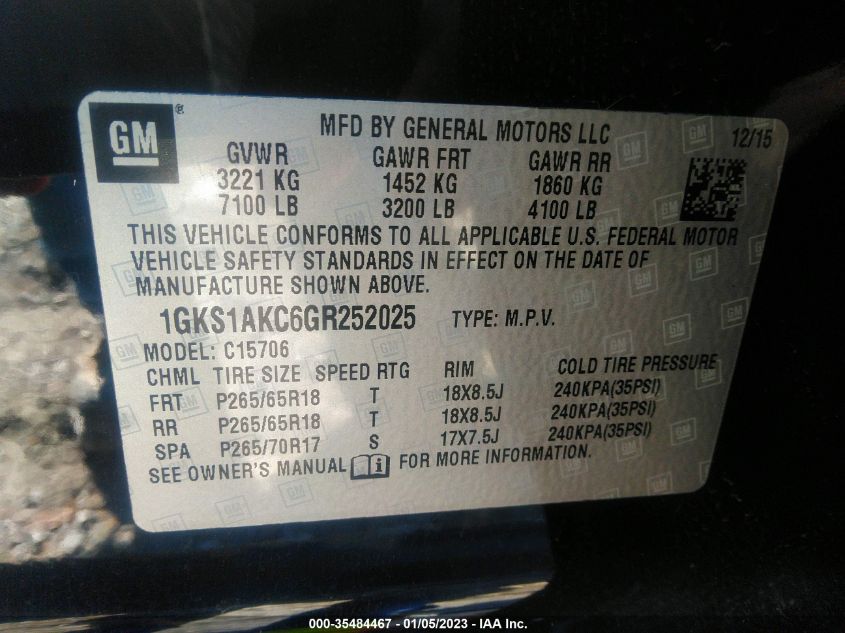 GM
MFD BY GENERAL MOTORS LLC 12/15
GVWR GAWR FRT GAWR RR
3221 KG 1452 KG 1860 KG
7100 LB 3200 LB 4100 LB
THIS VEHICLE CONFORMS TO ALL APPLICABLE U.S. FEDERAL MOTOR
VEHICLE SAFETY STANDARDS IN EFFECT ON THE DATE OF
MANUFACTURE SHOWN ABOVE.
1GKS1AKC6GR252025 TYPE: M.P.V.
MODEL: C15706
CHML TIRE SIZE SPEED RTG RIM COLD TIRE PRESSURE
FRT P265/65R18 T 18X8.5J 240KPA(35PSI)
RR P265/65R18 T 18X8.5J 240KPA(35PSI)
SPA P265/70R17 S 17X7.5J 240KPA(35PSI)
SEE OWNER'S MANUAL i FOR MORE INFORMATION.
000-35484467 - 01/05/2023 - IAA Inc.